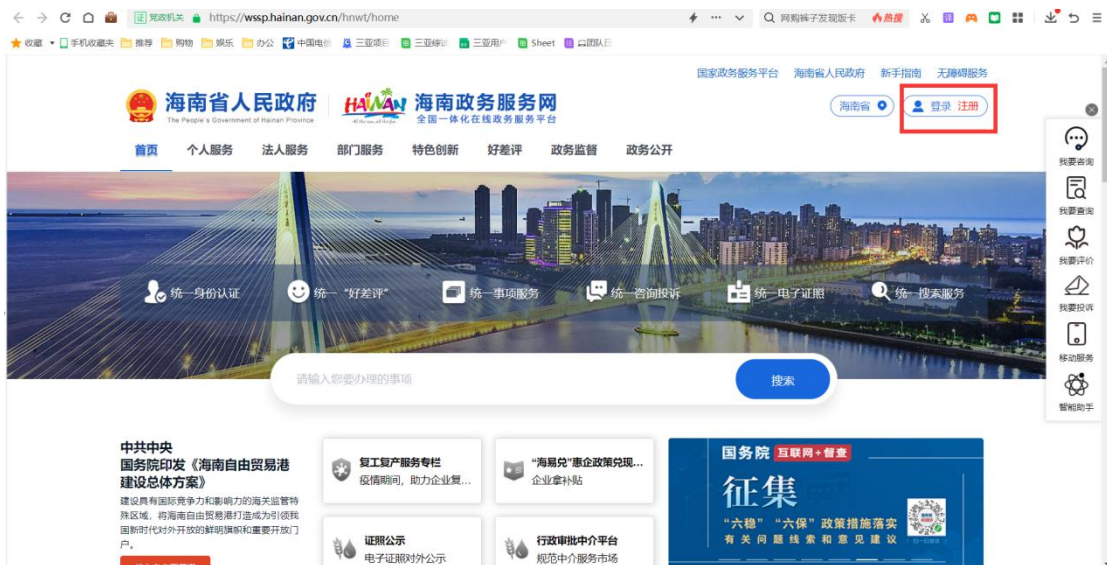 证 党政机关 https://wssp.hainan.gov.cn/hnwt/home 网购裤子发现版卡 热搜
收藏 手机收藏夹 推荐 购物 娱乐 办公 中国电信 三亚项目 三亚综 三亚用户 Sheet 团队
国家政务服务平台 海南省人民政府 新手指南 无障碍服务
海南省人民政府 HAINAN 海南政务服务网
The People's Government of Hainan Province 全国一体化在线政务服务平台
海南省 登录 注册
首页 个人服务 法人服务 部门服务 特色创新 好差评 政务监督 政务公开
我要咨询
我要查询
我要评价
我要投诉
移动服务
智能助手
统一身份认证 统一“好差评” 统一事项服务 统一咨询投诉 统一电子证照 统一搜索服务
请输入您要办理的事项 搜索
中共中央
国务院印发《海南自由贸易港
建设总体方案》
建设具有国际竞争力和影响力的海关监管特
殊区域，将海南自由贸易港打造成为引领我
国新时代对外开放的鲜明旗帜和重要开放门
户。
复工复产服务专栏
疫情期间，助力企业复...
“海易兑”惠企政策兑现...
企业拿补贴
证照公示
电子证照对外公示
行政审批中介平台
规范中介服务市场
国务院 互联网+督查
征集
“六稳” “六保” 政策措施落实
有关问题线索和意见建议